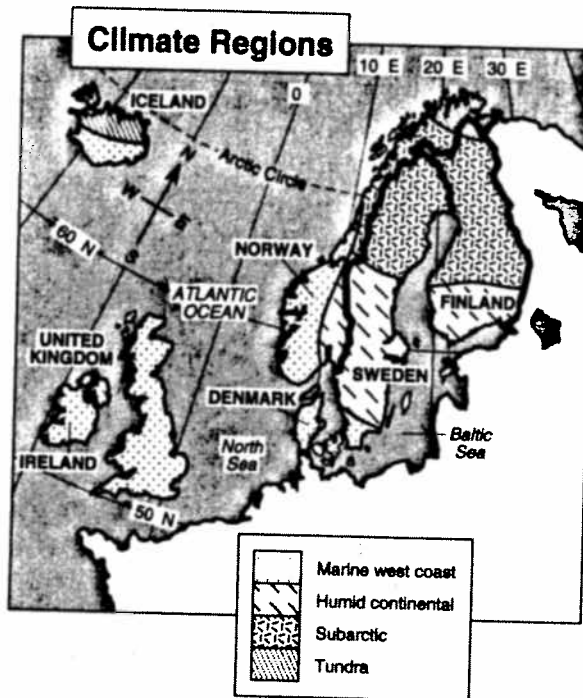 Climate Regions
10 E
20 E
30 E
0
ICELAND
Arctic Circle
N
W
E
S
60 N
NORWAY
ATLANTIC
OCEAN
FINLAND
UNITED
KINGDOM
SWEDEN
DENMARK
Baltic
Sea
North
Sea
IRELAND
50 N
Marine west coast
Humid continental
Subarctic
Tundra